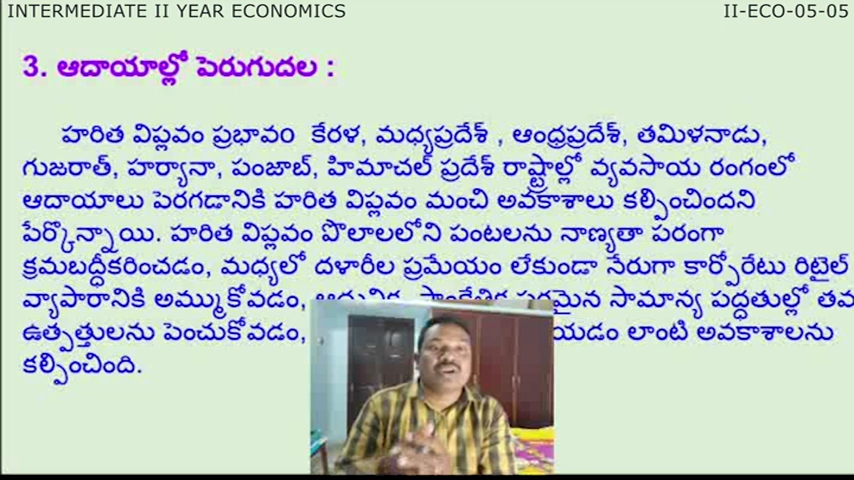 INTERMEDIATE II YEAR ECONOMICS
II-ECO-05-05
3. ఆదాయాల్లో పెరుగుదల :
హరిత విప్లవం ప్రభావం కేరళ, మధ్యప్రదేశ్ , ఆంధ్రప్రదేశ్, తమిళనాడు,
గుజరాత్, హర్యానా, పంజాబ్, హిమాచల్ ప్రదేశ్ రాష్ట్రాల్లో వ్యవసాయ రంగంలో
ఆదాయాలు పెరగడానికి హరిత విప్లవం మంచి అవకాశాలు కల్పించిందని
పేర్కొన్నాయి. హరిత విప్లవం పొలాలలోని పంటలను నాణ్యతా పరంగా
క్రమబద్ధీకరించడం, మధ్యలో దళారీల ప్రమేయం లేకుండా నేరుగా కార్పోరేటు రిటైల్
వ్యాపారానికి అమ్ముకోవడం, సామాన్య పద్ధతుల్లో
ఉత్పత్తులను పెంచుకోవడం, లాంటి అవకాశాలను
కల్పించింది.